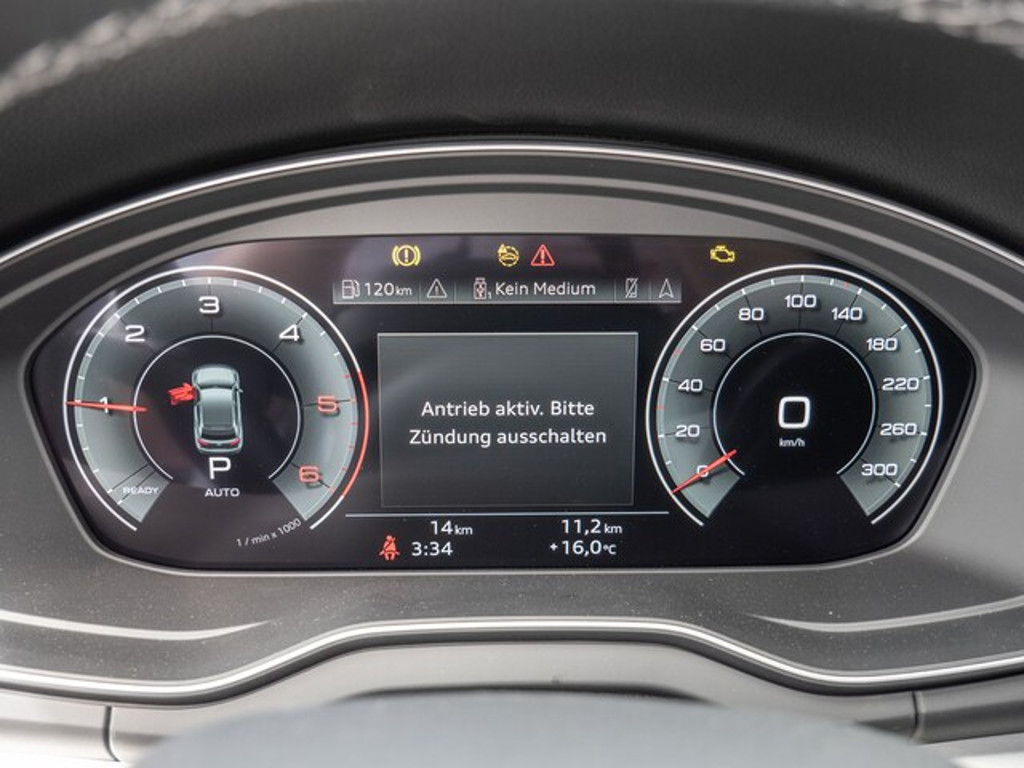 120km
Kein Medium
3
2
4
1
5
6
READY
P
AUTO
1 / min x 1000
Antrieb aktiv. Bitte
Zündung ausschalten
100
80
140
60
180
40
220
20
260
0
300
0
km/h
14km
11,2km
3:34
+16,0°C